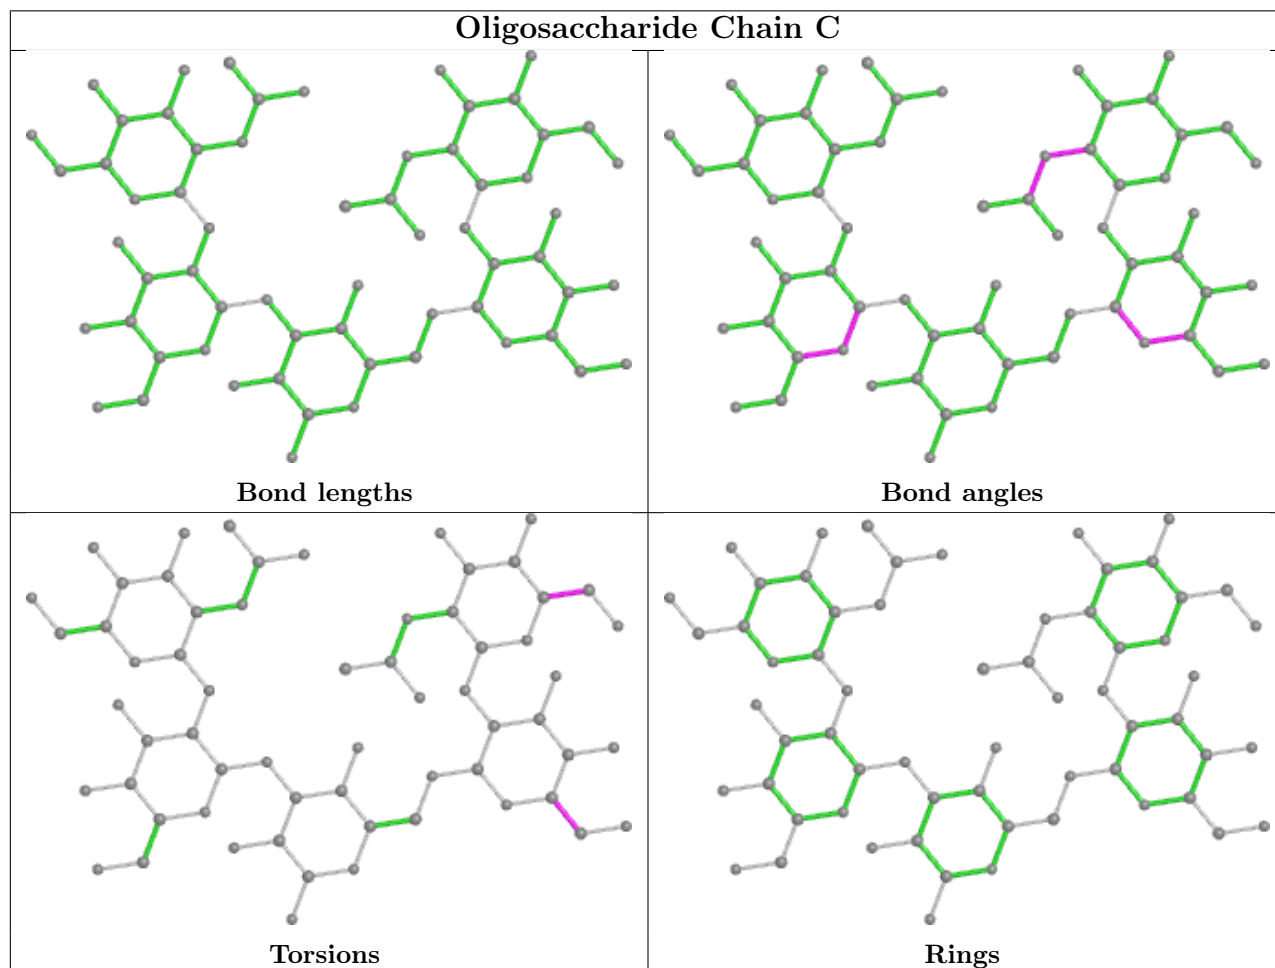 Oligosaccharide Chain C
Bond lengths
Bond angles
Torsions
Rings